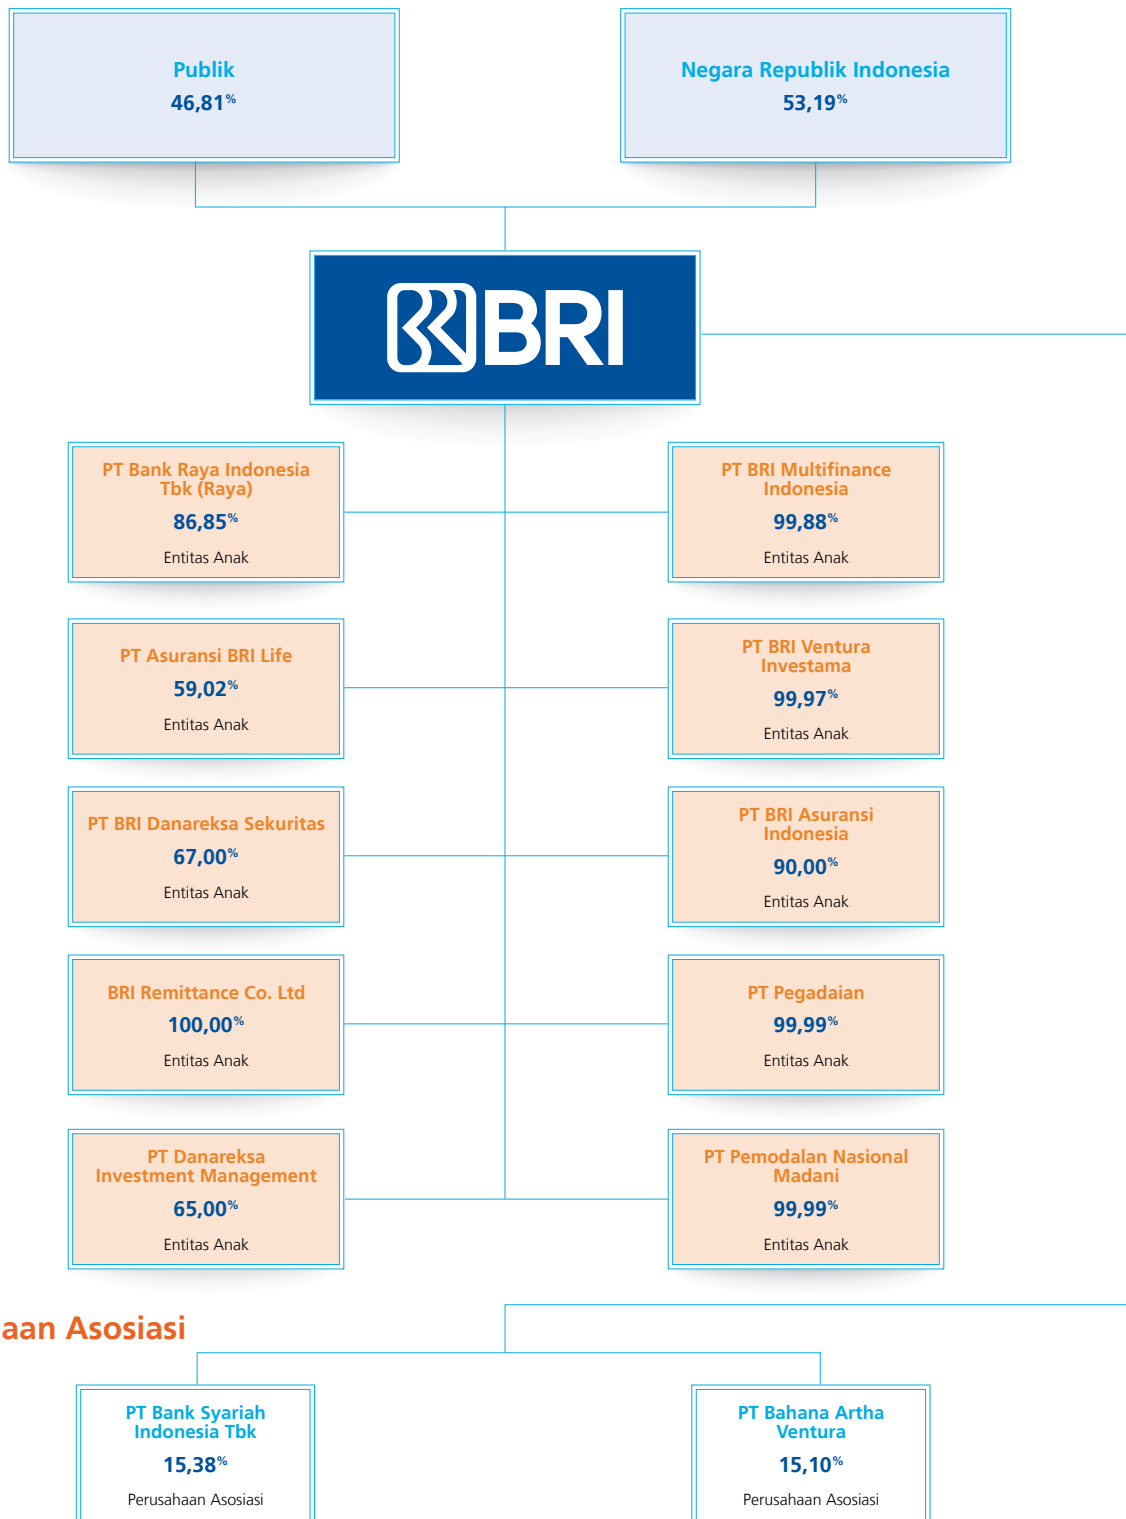 Publik
46,81%
Negara Republik Indonesia
53,19%
BRI
PT Bank Raya Indonesia
Tbk (Raya)
86,85%
Entitas Anak
PT BRI Multifinance
Indonesia
99,88%
Entitas Anak
PT Asuransi BRI Life
59,02%
Entitas Anak
PT BRI Ventura
Investama
99,97%
Entitas Anak
PT BRI Danareksa Sekuritas
67,00%
Entitas Anak
PT BRI Asuransi
Indonesia
90,00%
Entitas Anak
BRI Remittance Co. Ltd
100,00%
Entitas Anak
PT Pegadaian
99,99%
Entitas Anak
PT Danareksa
Investment Management
65,00%
Entitas Anak
PT Pemodalan Nasional
Madani
99,99%
Entitas Anak
aan Asosiasi
PT Bank Syariah
Indonesia Tbk
15,38%
Perusahaan Asosiasi
PT Bahana Artha
Ventura
15,10%
Perusahaan Asosiasi